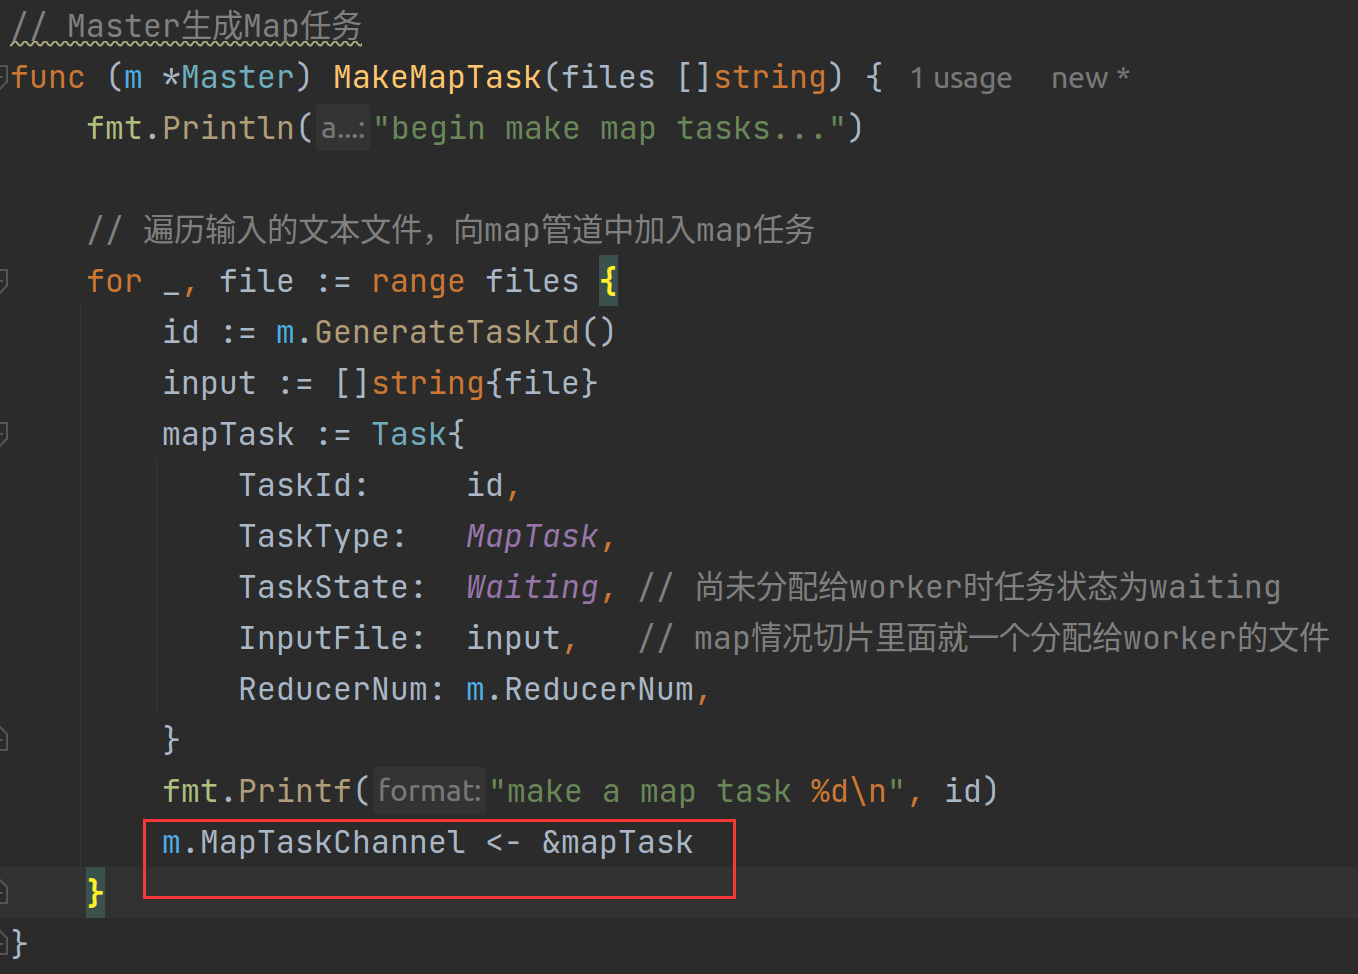 // Master生成Map任务
func (m *Master) MakeMapTask(files []string) { 1 usage new *
fmt.Println(a...:"begin make map tasks...")
// 遍历输入的文本文件，向map管道中加入map任务
for _, file := range files {
id := m.GenerateTaskId()
input := []string{file}
mapTask := Task{
TaskId: id,
TaskType: MapTask,
TaskState: Waiting, // 尚未分配给worker时任务状态为waiting
InputFile: input, // map情况切片里面就一个分配给worker的文件
ReducerNum: m.ReducerNum,
}
fmt.Printf(format:"make a map task %d\n", id)
m.MapTaskChannel <- &mapTask
}
}